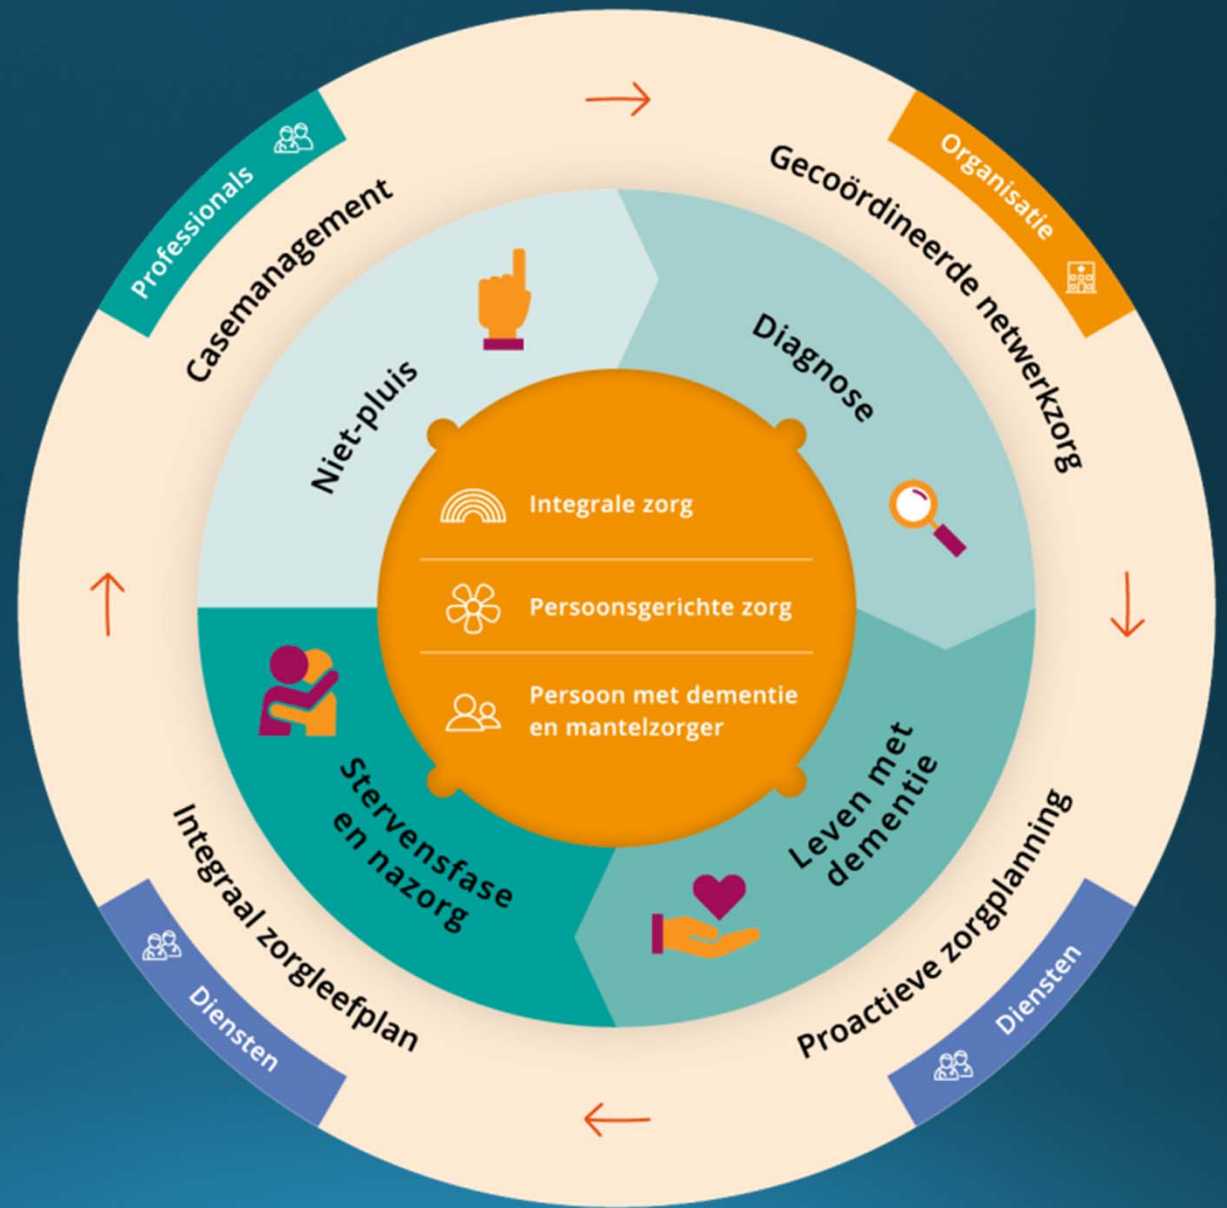 Professionals
Casemanagement
Organisatie
Gecoördineerde netwerkzorg
Niet-pluis
Diagnose
Integrale zorg
Persoonsgerichte zorg
Persoon met dementie
en mantelzorger
Stervensfase
en nazorg
Leven met
dementie
Integraal zorgleefplan
Diensten
Proactieve zorgplanning
Diensten